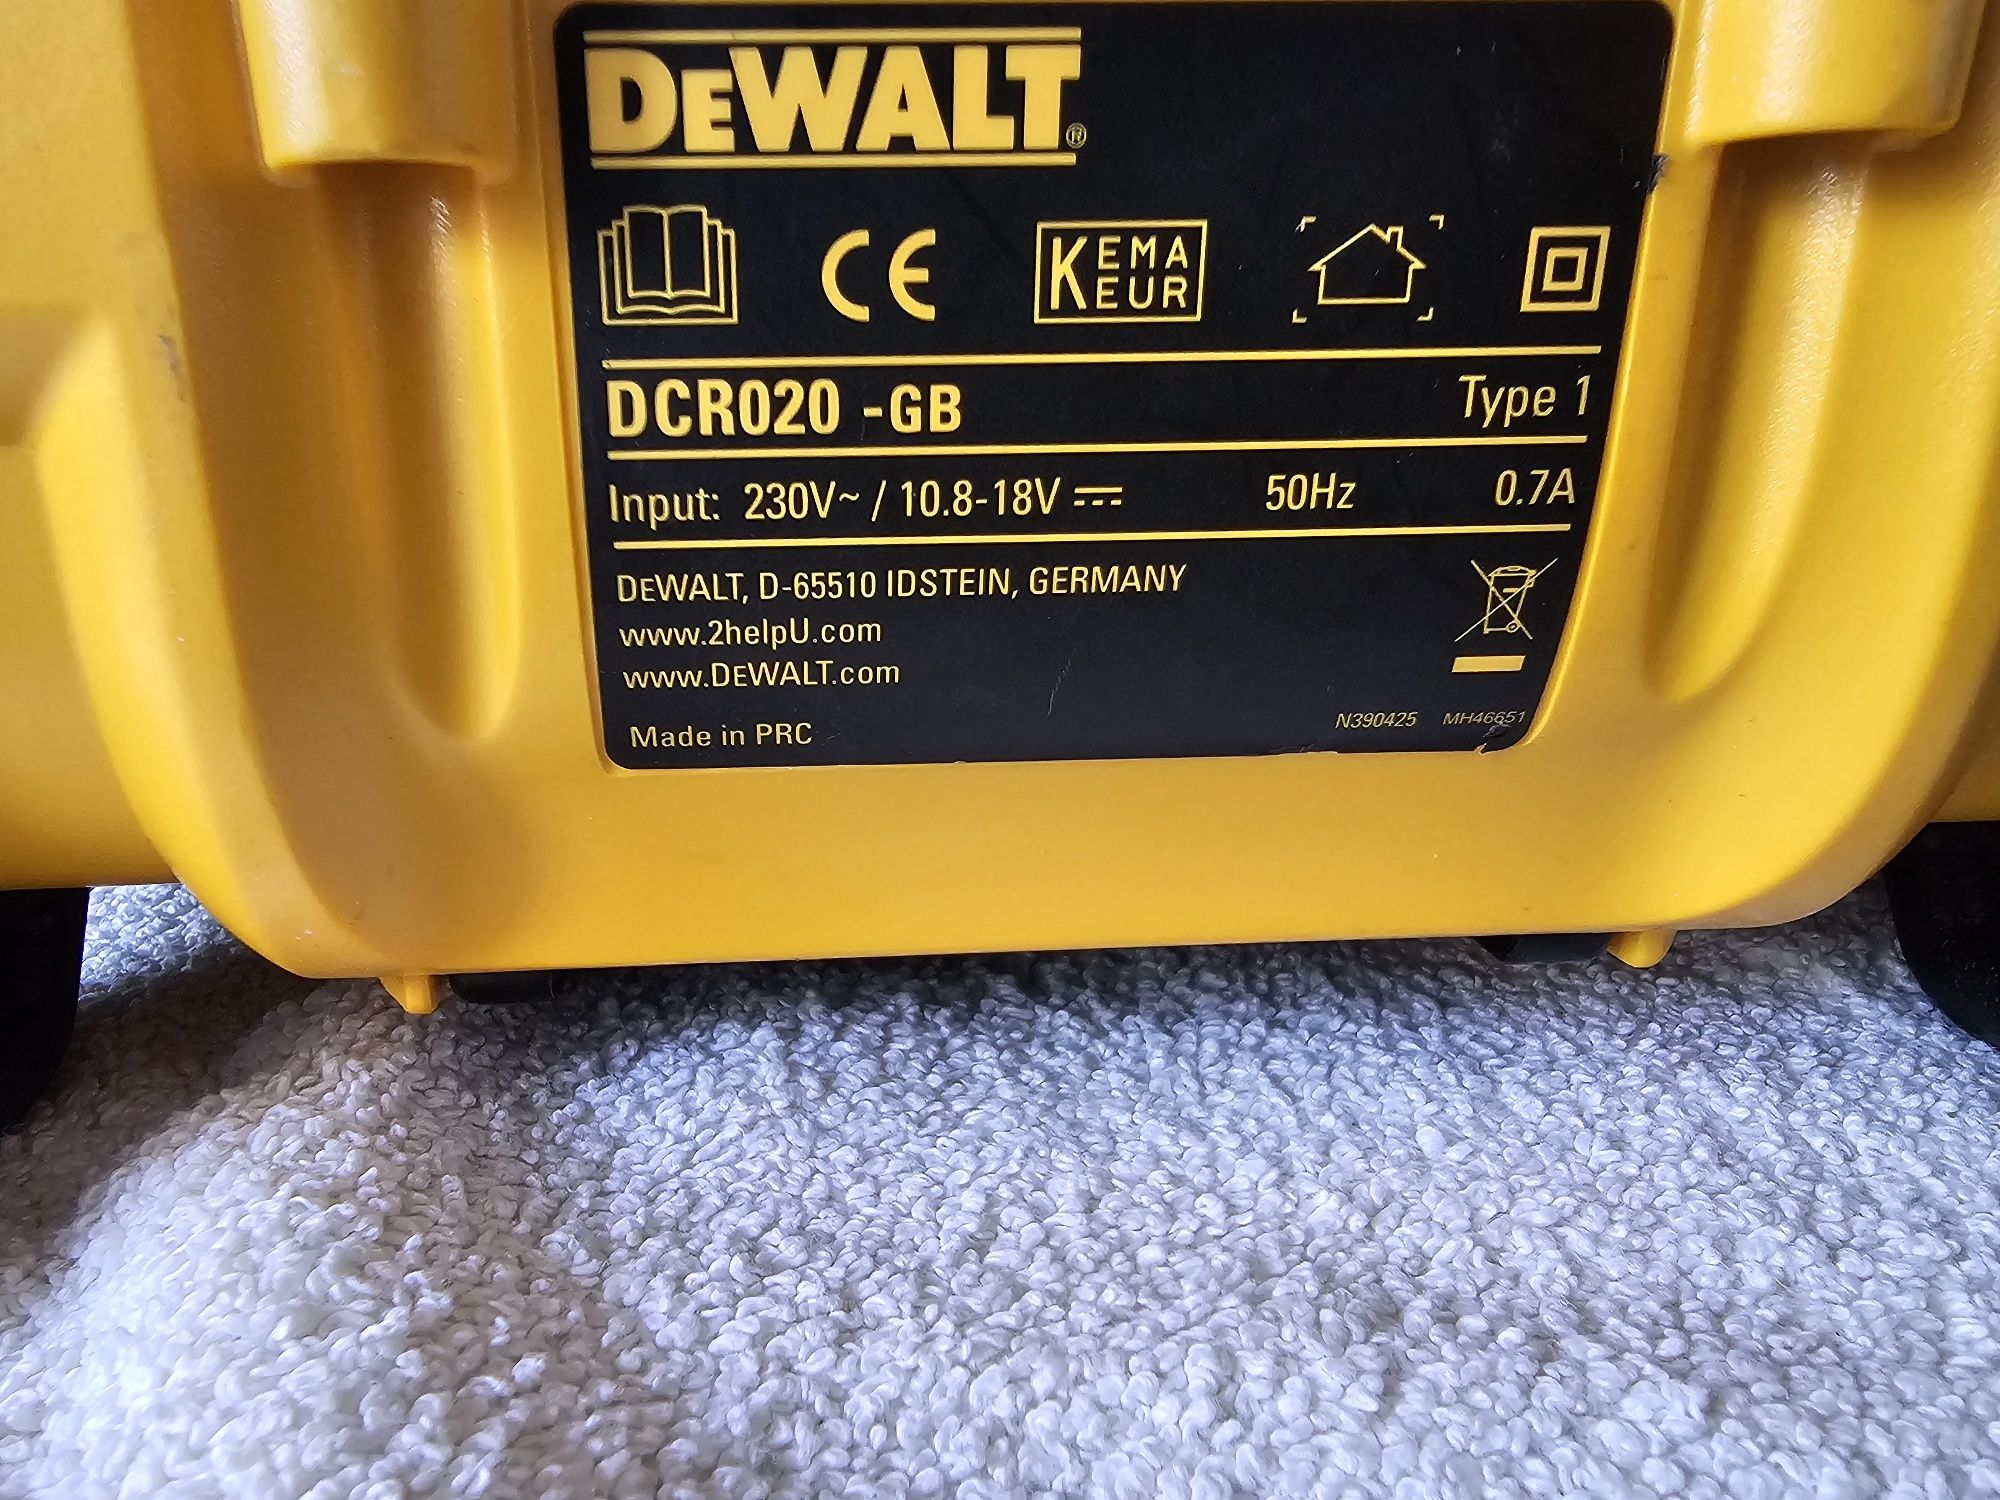 DEWALT®
CE
KEMA
KEUR
DCR020 -GB Type 1
Input: 230V~ / 10.8-18V ⎓ 50Hz 0.7A
DEWALT, D-65510 IDSTEIN, GERMANY
www.2helpU.com
www.DEWALT.com
Made in PRC N390425 MH46651